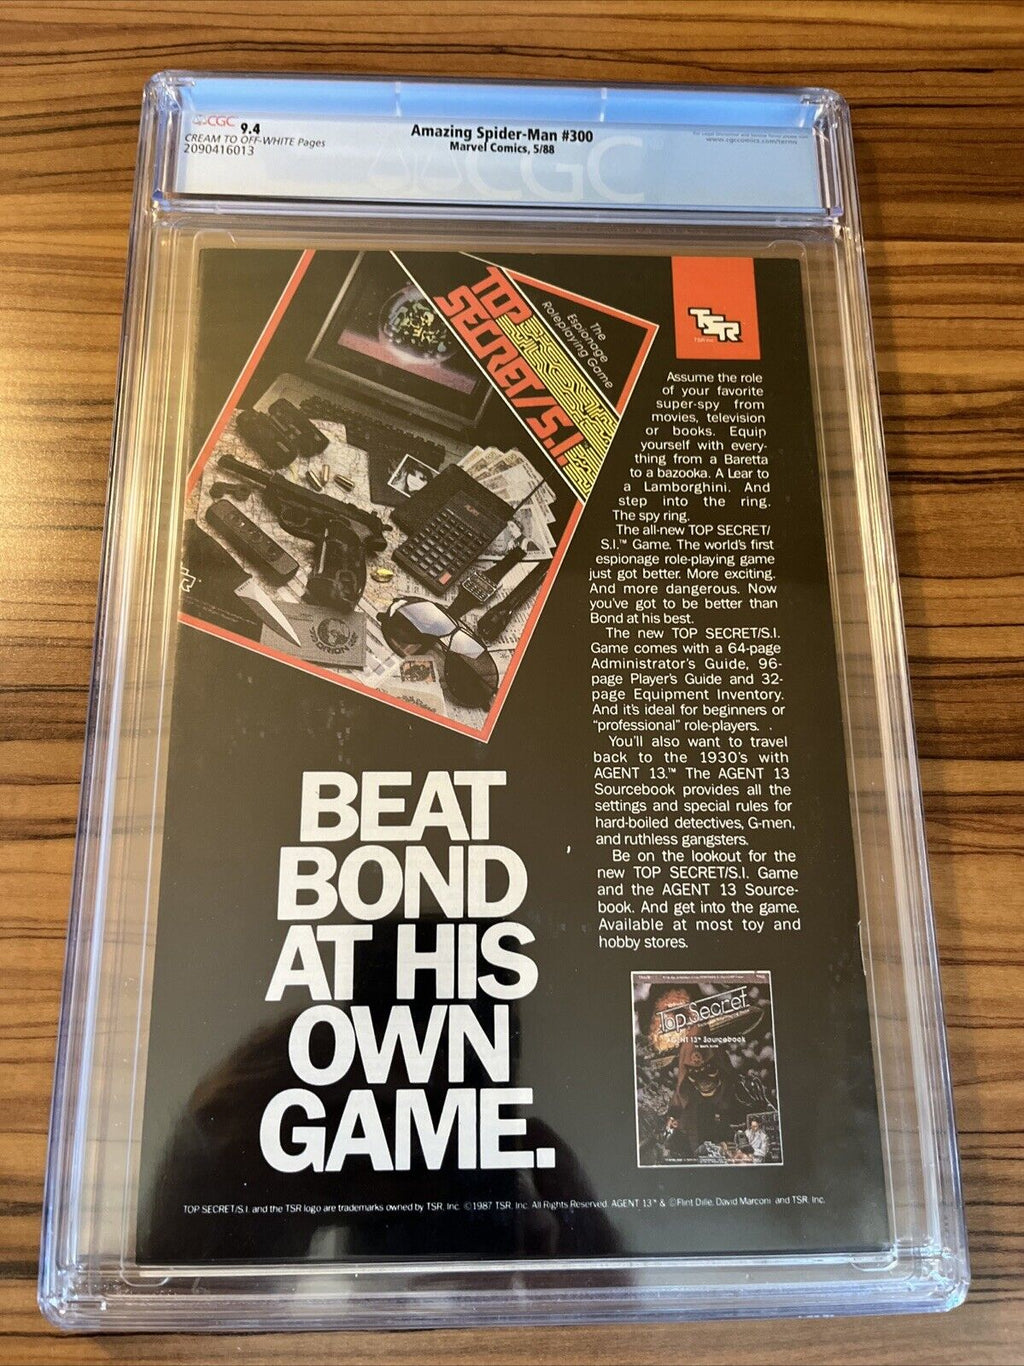 CGC 9.4
CREAM TO OFF-WHITE Pages
2090416013
Amazing Spider-Man #300
Marvel Comics, 5/88
www.cgccomics.com/terms
CGC
TOP
SECRET/S.I.
The
Espionage
Roleplaying Game
TSR
TSR Inc.
ORION
Assume the role
of your favorite
super-spy from
movies, television
or books. Equip
yourself with every-
thing from a Baretta
to a bazooka. A Lear to
a Lamborghini. And
step into the ring.
The spy ring.
The all-new TOP SECRET/
S.I.™ Game. The world's first
espionage role-playing game
just got better. More exciting.
And more dangerous. Now
you've got to be better than
Bond at his best.
The new TOP SECRET/S.I.
Game comes with a 64-page
Administrator's Guide, 96-
page Player's Guide and 32-
page Equipment Inventory.
And it's ideal for beginners or
"professional" role-players.
You'll also want to travel
back to the 1930's with
AGENT 13.™ The AGENT 13
Sourcebook provides all the
settings and special rules for
hard-boiled detectives, G-men,
and ruthless gangsters.
Be on the lookout for the
new TOP SECRET/S.I. Game
and the AGENT 13 Source-
book. And get into the game.
Available at most toy and
hobby stores.
BEAT
BOND
AT HIS
OWN
GAME.
Top Secret
AGENT 13™ Sourcebook
TOP SECRET/S.I. and the TSR logo are trademarks owned by TSR, Inc. ©1987 TSR, Inc. All Rights Reserved. AGENT 13™ & ©Flint Dille, David Marconi and TSR, Inc.